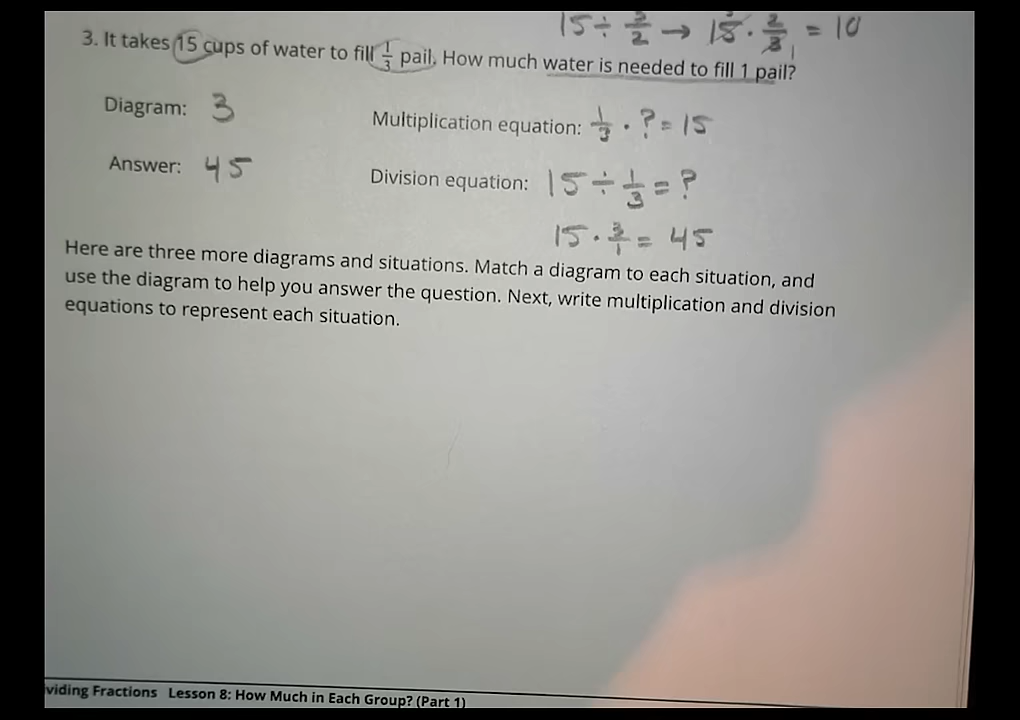 15 ÷ 3/2 → 15 · 2/3 = 10
3. It takes 15 cups of water to fill 1/3 pail. How much water is needed to fill 1 pail?
Diagram: 3
Multiplication equation: 1/3 · ? = 15
Answer: 45
Division equation: 15 ÷ 1/3 = ?
15 · 3/1 = 45
Here are three more diagrams and situations. Match a diagram to each situation, and
use the diagram to help you answer the question. Next, write multiplication and division
equations to represent each situation.
viding Fractions Lesson 8: How Much in Each Group? (Part 1)